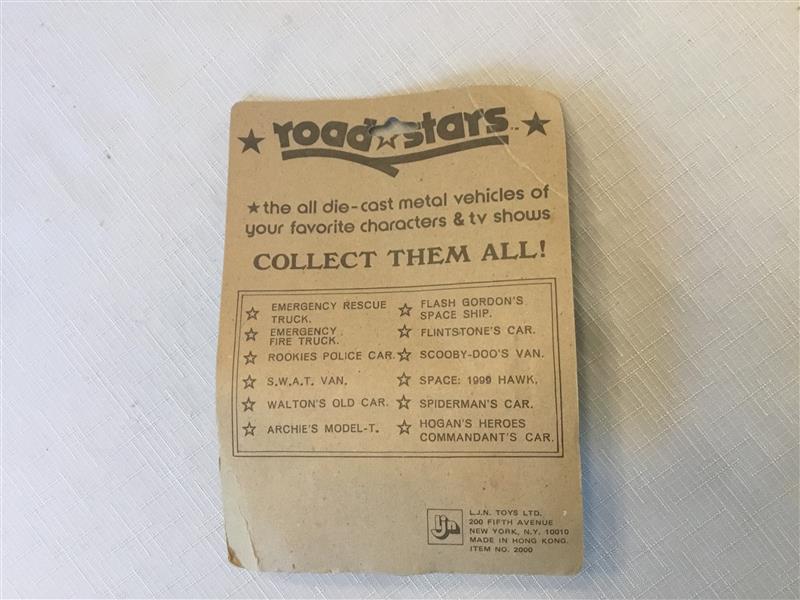 road stars™
the all die-cast metal vehicles of
your favorite characters & tv shows
COLLECT THEM ALL!
EMERGENCY RESCUE
TRUCK.
EMERGENCY
FIRE TRUCK.
ROOKIES POLICE CAR.
S.W.A.T. VAN.
WALTON'S OLD CAR.
ARCHIE'S MODEL-T.
FLASH GORDON'S
SPACE SHIP.
FLINTSTONE'S CAR.
SCOOBY-DOO'S VAN.
SPACE: 1999 HAWK.
SPIDERMAN'S CAR.
HOGAN'S HEROES
COMMANDANT'S CAR.
ljn
L.J.N. TOYS LTD.
200 FIFTH AVENUE
NEW YORK, N.Y. 10010
MADE IN HONG KONG.
ITEM NO. 2000